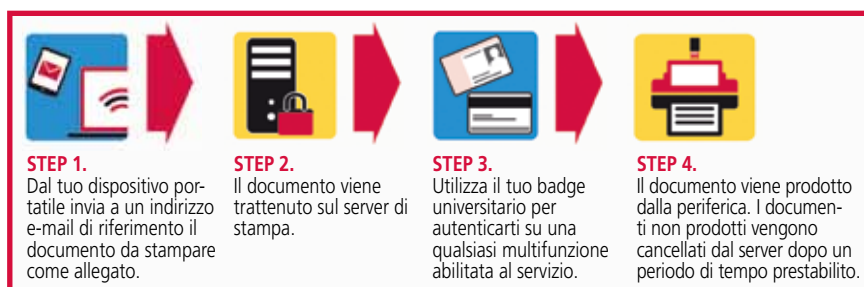 STEP 1.
Dal tuo dispositivo por-
tatile invia a un indirizzo
e-mail di riferimento il
documento da stampare
come allegato.
STEP 2.
Il documento viene
trattenuto sul server di
stampa.
STEP 3.
Utilizza il tuo badge
universitario per
autenticarti su una
qualsiasi multifunzione
abilitata al servizio.
STEP 4.
Il documento viene prodotto
dalla periferica. I documen-
ti non prodotti vengono
cancellati dal server dopo un
periodo di tempo prestabilito.